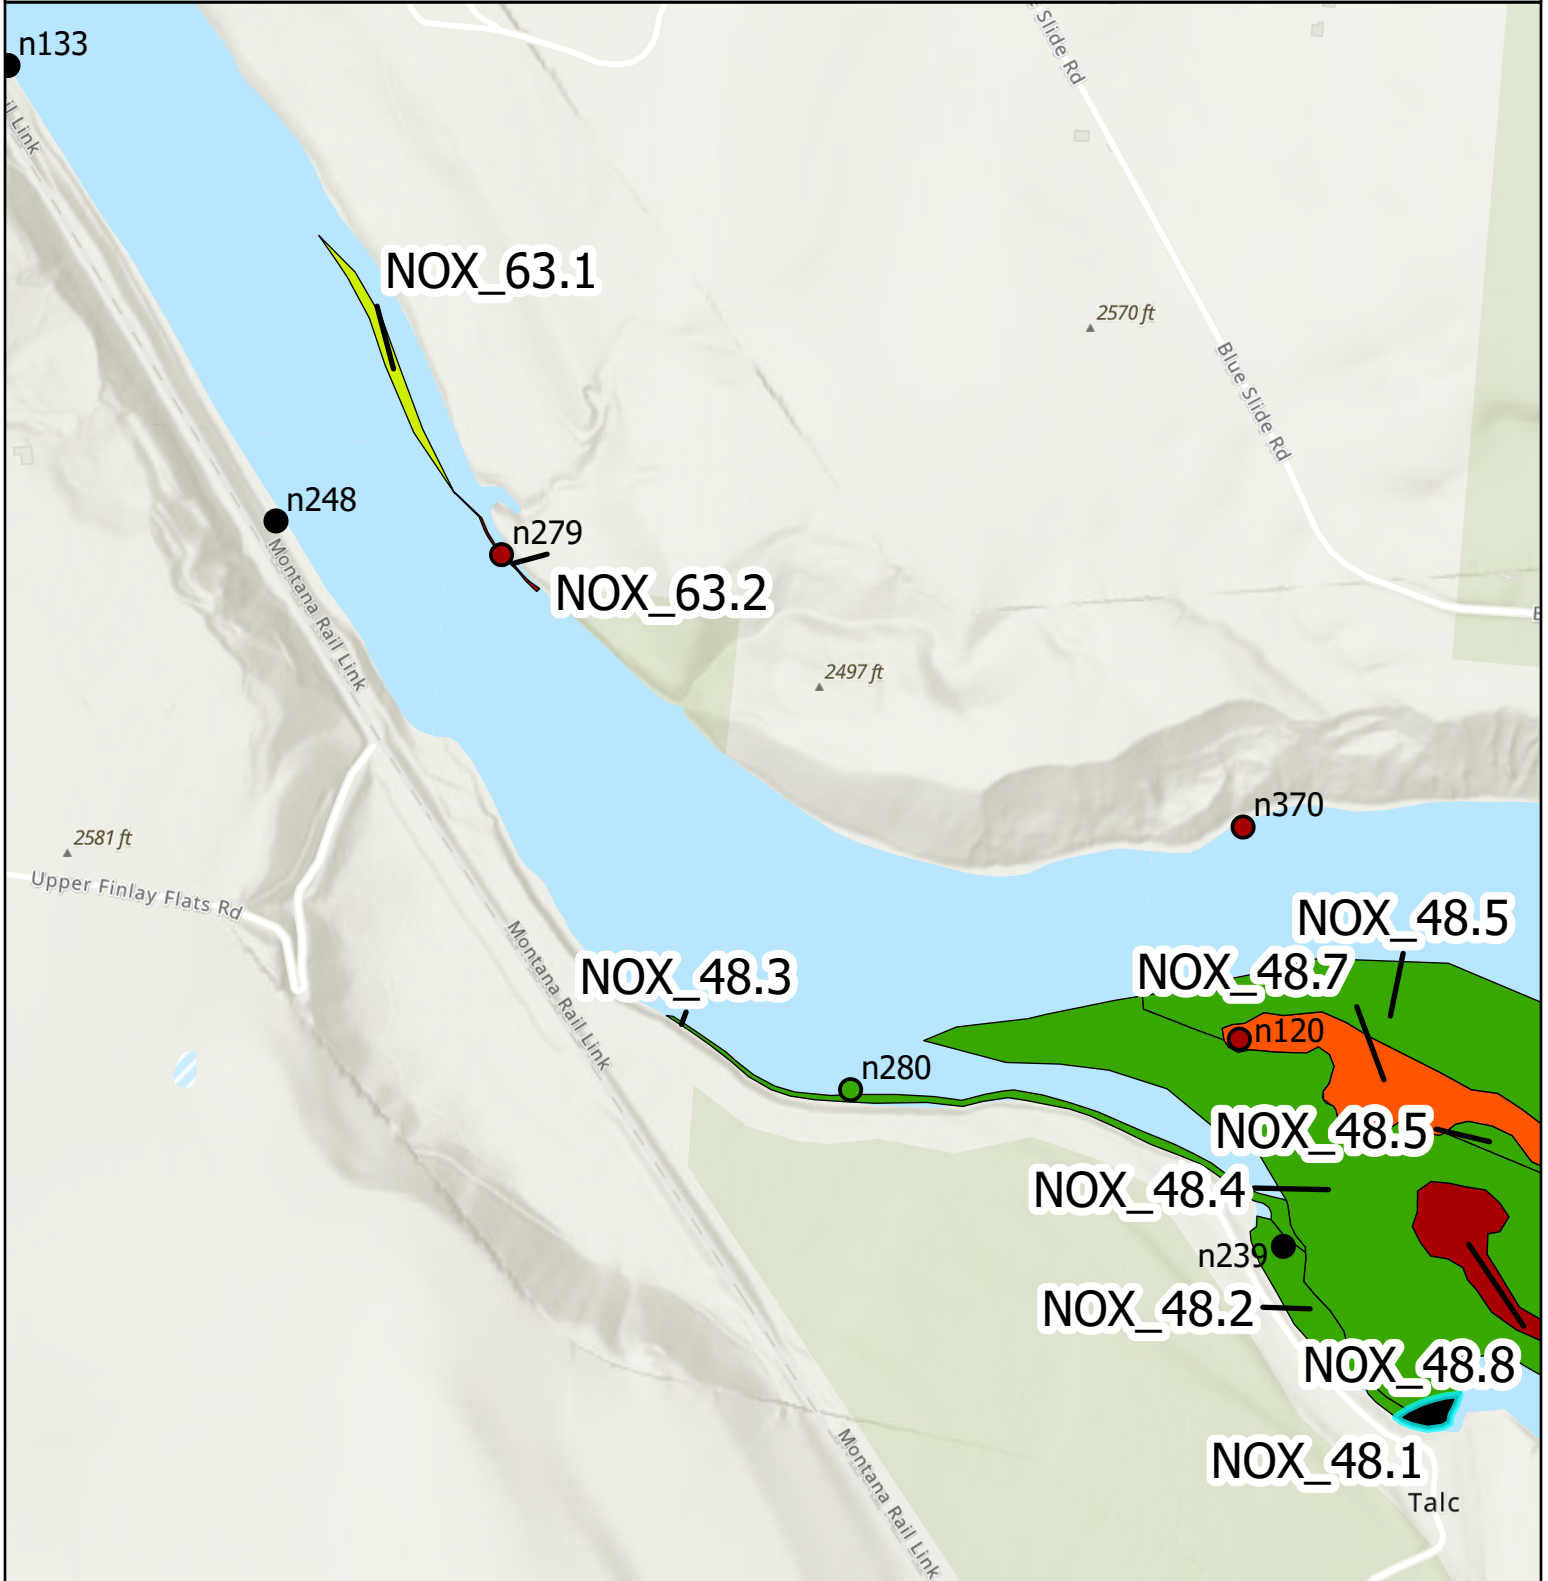 n133
e Slide Rd
il Link
NOX_63.1
2570 ft
Blue Slide Rd
n248
n279
Montana Rail Link
NOX_63.2
2497 ft
n370
2581 ft
Upper Finlay Flats Rd
NOX_48.5
Montana Rail Link
NOX_48.3
NOX_48.7
n120
n280
NOX_48.5
NOX_48.4
n239
NOX_48.2
NOX_48.8
NOX_48.1
Montana Rail Link
Talc